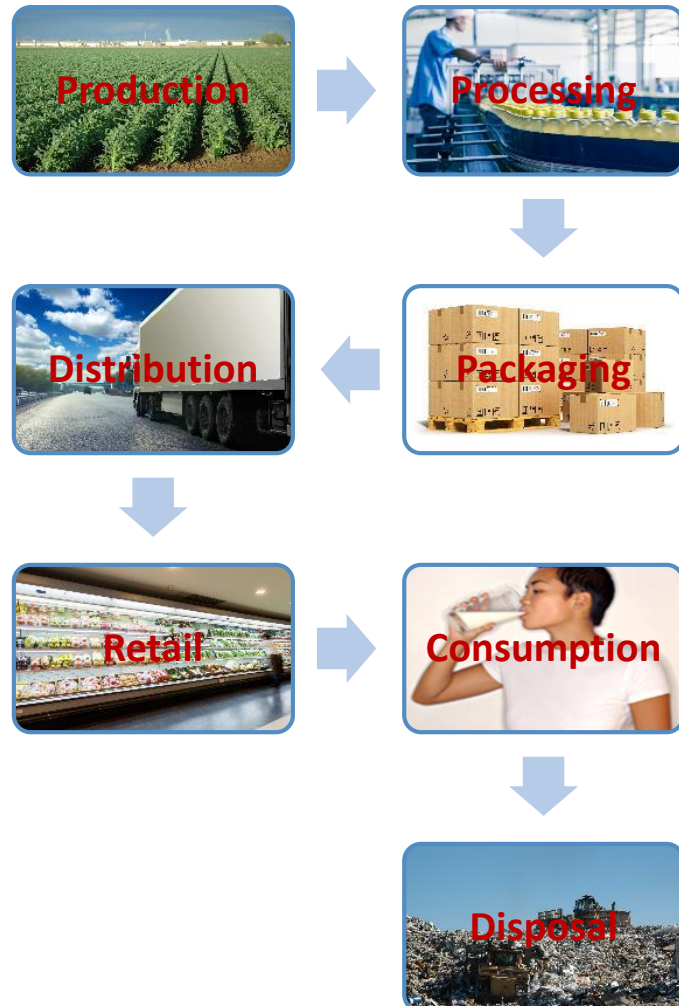 Production
Processing
Packaging
Distribution
Retail
Consumption
Disposal